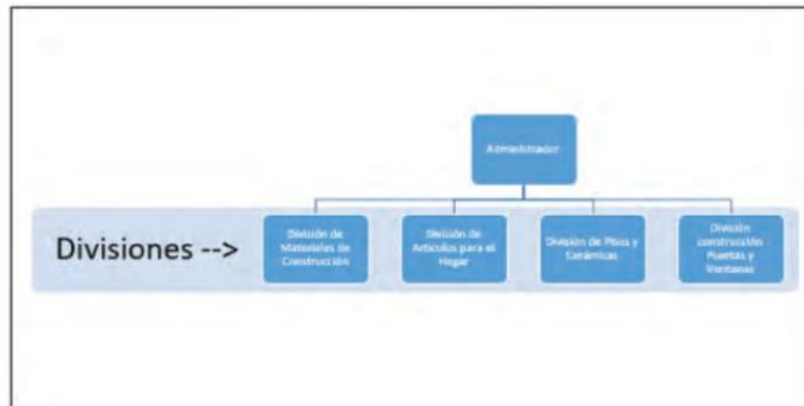 Administrador
Divisiones -->
División de
Materiales de
Construcción
División de
Artículos para el
Hogar
División de Pisos y
Cerámicas
División
construcción
Puertas y
Ventanas